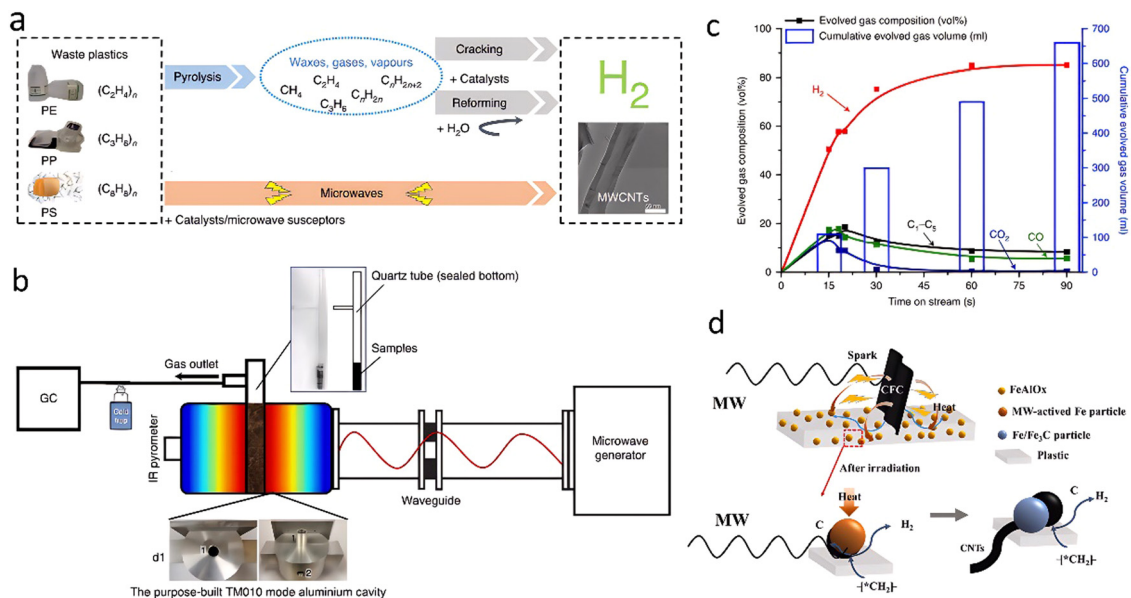 a
Waste plastics
PE
(C₂H₄)ₙ
PP
(C₃H₆)ₙ
PS
(C₈H₈)ₙ
Pyrolysis
Waxes, gases, vapours
CH₄
C₂H₄
CₙH₂ₙ₊₂
C₃H₆
CₙH₂ₙ
Cracking
+ Catalysts
Reforming
+ H₂O
H₂
MWCNTs
Microwaves
+ Catalysts/microwave susceptors
b
Quartz tube (sealed bottom)
Samples
Gas outlet
GC
Cold
trap
IR pyrometer
Waveguide
Microwave
generator
d1
1
1
2
The purpose-built TM010 mode aluminium cavity
c
Evolved gas composition (vol%)
Cumulative evolved gas volume (ml)
Evolved gas composition (vol%)
100
80
60
40
20
0
H₂
C₁–C₅
CO₂
CO
0 15 30 45 60 75 90
Time on stream (s)
700
600
500
400
300
200
100
0
Cumulative evolved gas volume (ml)
d
Spark
MW
CFC
Heat
FeAlOx
MW-actived Fe particle
Fe/Fe₃C particle
Plastic
After irradiation
Heat
MW
C
H₂
-[*CH₂]-
C
H₂
CNTs
-[*CH₂]-